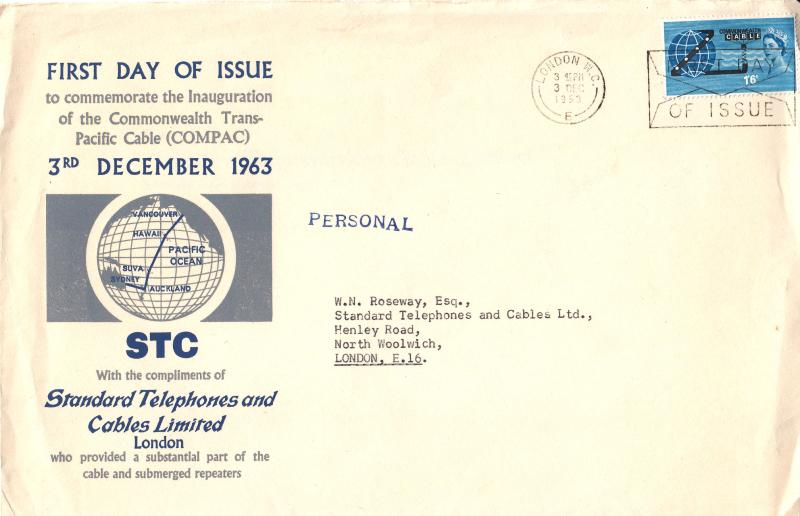 FIRST DAY OF ISSUE
to commemorate the Inauguration
of the Commonwealth Trans-
Pacific Cable (COMPAC)
3RD DECEMBER 1963
VANCOUVER
HAWAII
PACIFIC
OCEAN
SUVA
SYDNEY
AUCKLAND
STC
With the compliments of
Standard Telephones and
Cables Limited
London
who provided a substantial part of the
cable and submerged repeaters
PERSONAL
W.N. Roseway, Esq.,
Standard Telephones and Cables Ltd.,
Henley Road,
North Woolwich,
LONDON, E.16.
LONDON W.C.
3 DEC
1963
E
COMMONWEALTH
CABLE
1/6
DAY
OF ISSUE